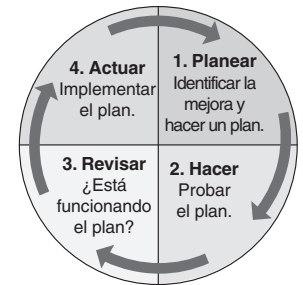 4. Actuar
Implementar
el plan.
1. Planear
Identificar la
mejora y
hacer un plan.
3. Revisar
¿Está
funcionando
el plan?
2. Hacer
Probar
el plan.